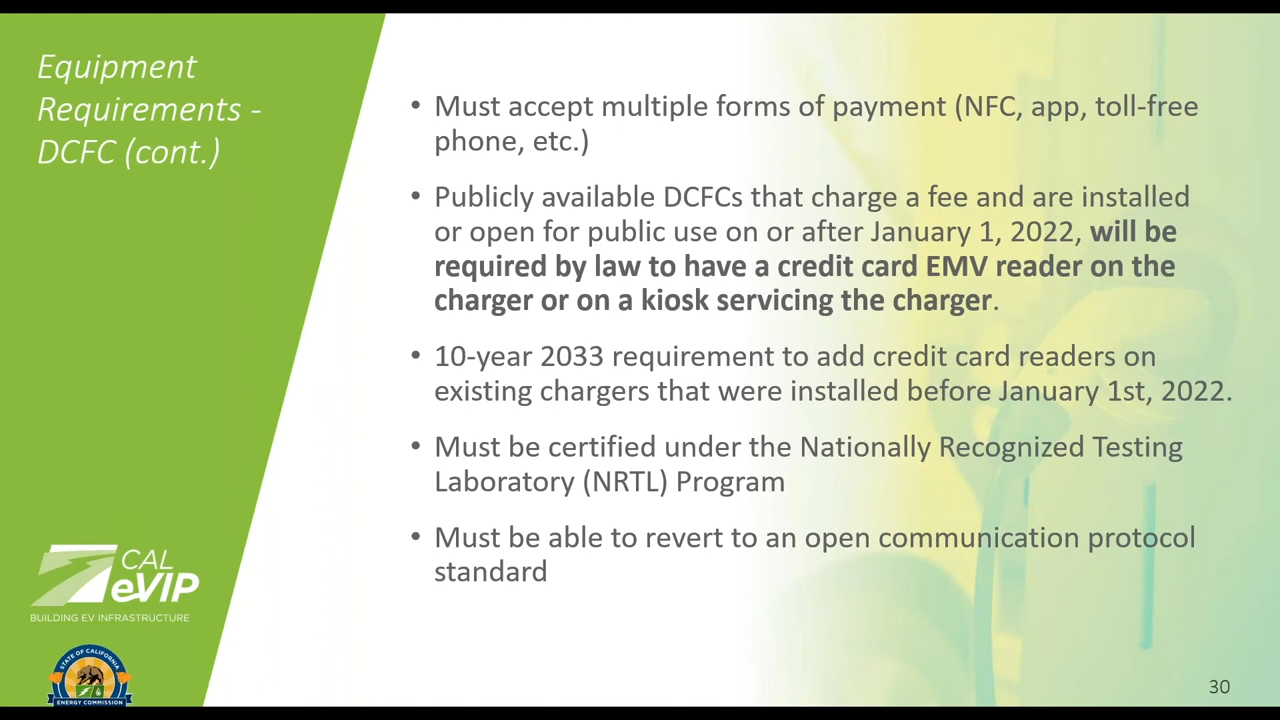 Equipment
Requirements -
DCFC (cont.)
• Must accept multiple forms of payment (NFC, app, toll-free
phone, etc.)
• Publicly available DCFCs that charge a fee and are installed
or open for public use on or after January 1, 2022, will be
required by law to have a credit card EMV reader on the
charger or on a kiosk servicing the charger.
• 10-year 2033 requirement to add credit card readers on
existing chargers that were installed before January 1st, 2022.
• Must be certified under the Nationally Recognized Testing
Laboratory (NRTL) Program
• Must be able to revert to an open communication protocol
standard
CAL
eVIP
BUILDING EV INFRASTRUCTURE
STATE OF CALIFORNIA
ENERGY COMMISSION
30